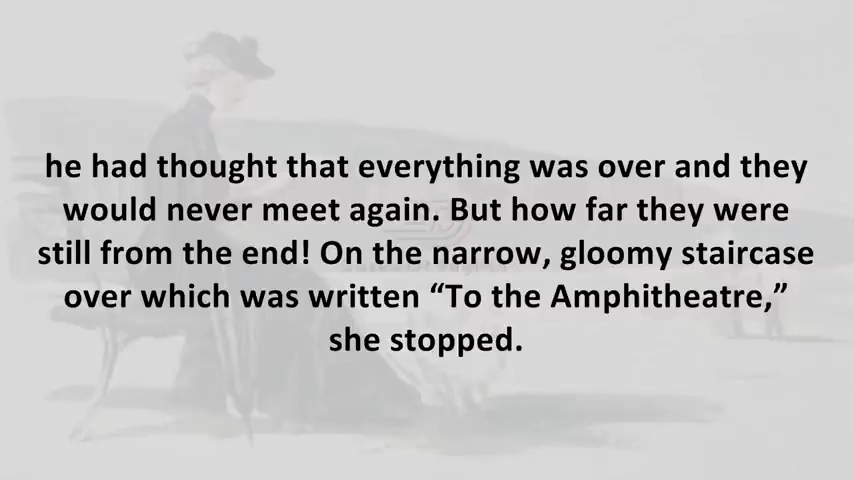 he had thought that everything was over and they
would never meet again. But how far they were
still from the end! On the narrow, gloomy staircase
over which was written “To the Amphitheatre,”
she stopped.